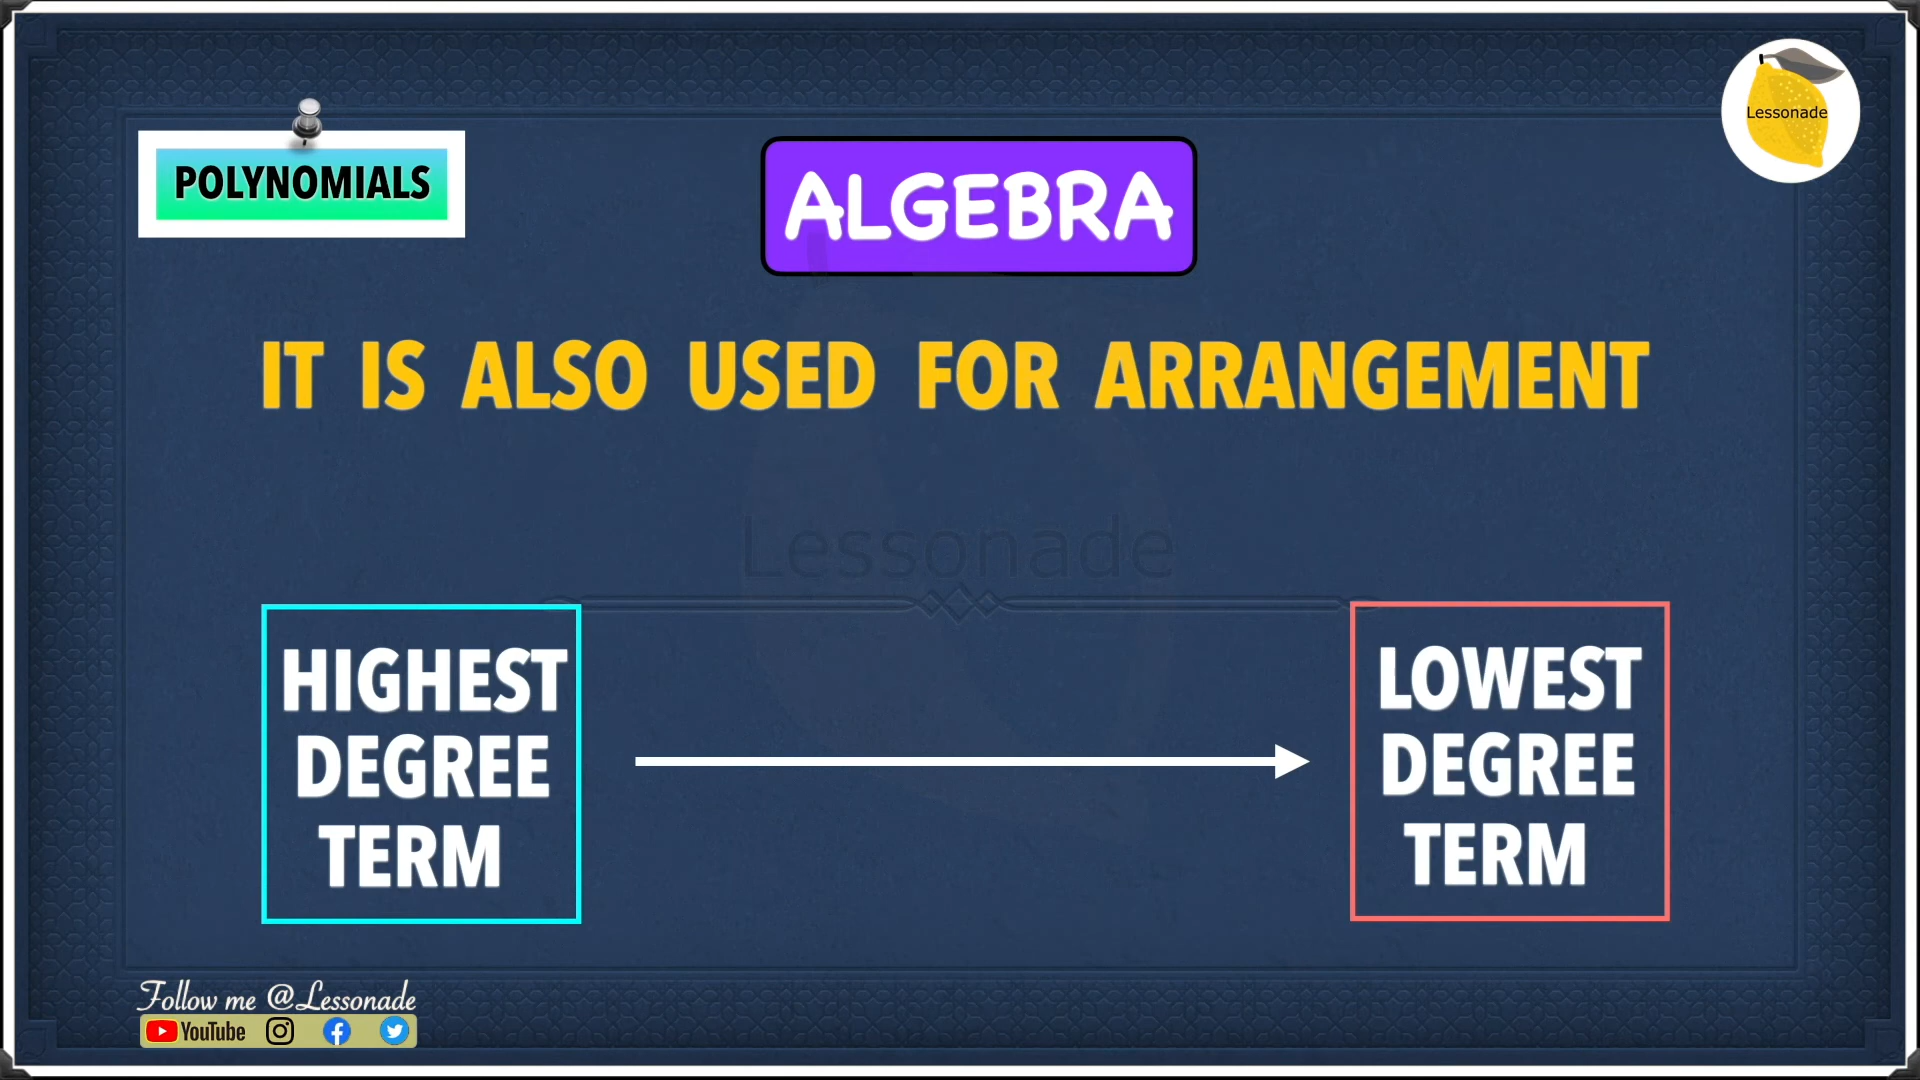 Lessonade
POLYNOMIALS
ALGEBRA
IT IS ALSO USED FOR ARRANGEMENT
Lessonade
HIGHEST
DEGREE
TERM
LOWEST
DEGREE
TERM
Follow me @Lessonade
YouTube